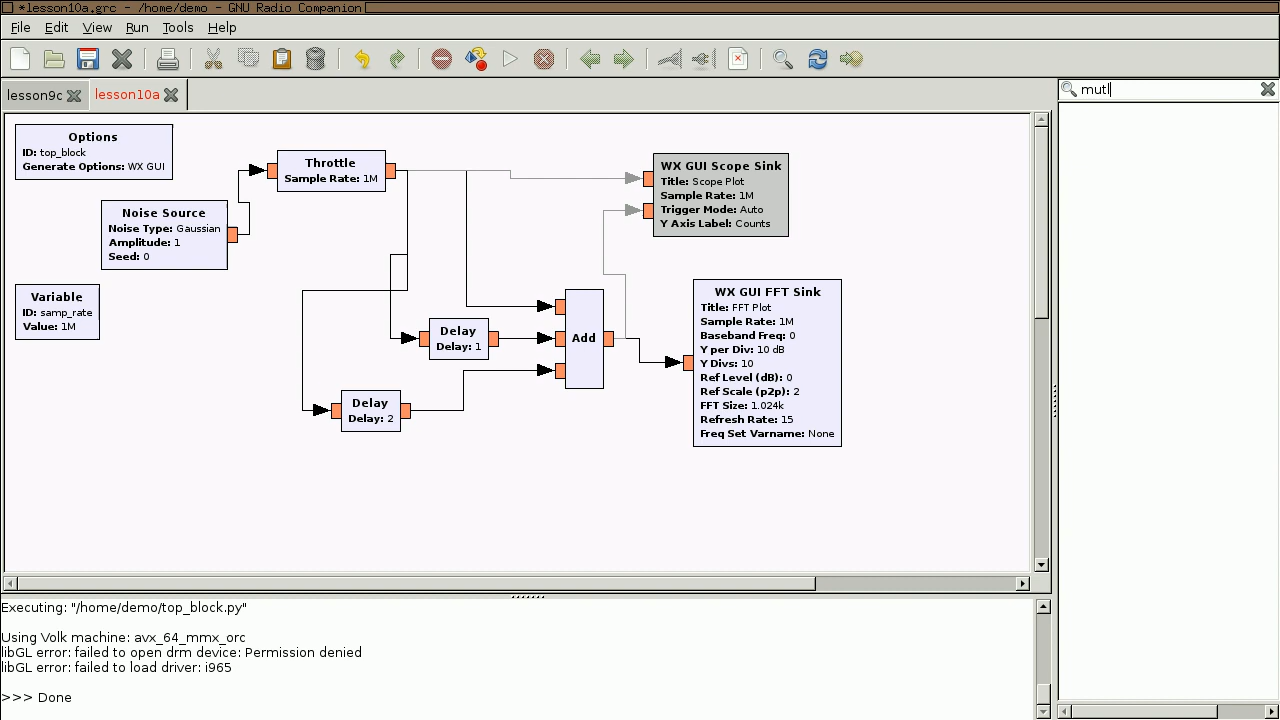 *lesson10a.grc - /home/demo - GNU Radio Companion
File Edit View Run Tools Help
lesson9c lesson10a
mutl
Options
ID: top_block
Generate Options: WX GUI
Noise Source
Noise Type: Gaussian
Amplitude: 1
Seed: 0
Variable
ID: samp_rate
Value: 1M
Throttle
Sample Rate: 1M
Delay
Delay: 1
Delay
Delay: 2
Add
WX GUI Scope Sink
Title: Scope Plot
Sample Rate: 1M
Trigger Mode: Auto
Y Axis Label: Counts
WX GUI FFT Sink
Title: FFT Plot
Sample Rate: 1M
Baseband Freq: 0
Y per Div: 10 dB
Y Divs: 10
Ref Level (dB): 0
Ref Scale (p2p): 2
FFT Size: 1.024k
Refresh Rate: 15
Freq Set Varname: None
Executing: "/home/demo/top_block.py"
Using Volk machine: avx_64_mmx_orc
libGL error: failed to open drm device: Permission denied
libGL error: failed to load driver: i965
>>> Done